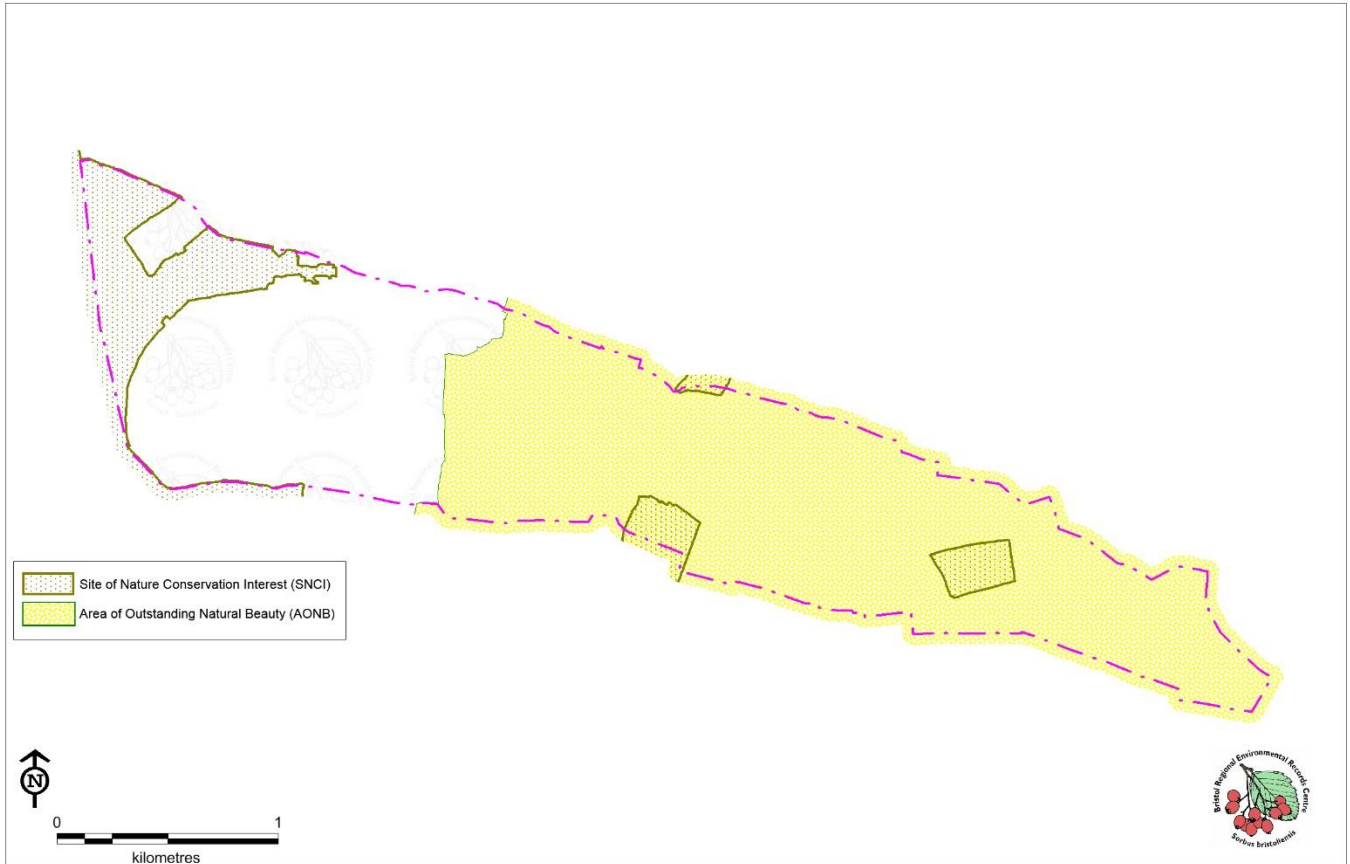 Site of Nature Conservation Interest (SNCI)
Area of Outstanding Natural Beauty (AONB)
N
0 1
kilometres
Bristol Regional Environmental Records Centre
Sorbus bristoliensis